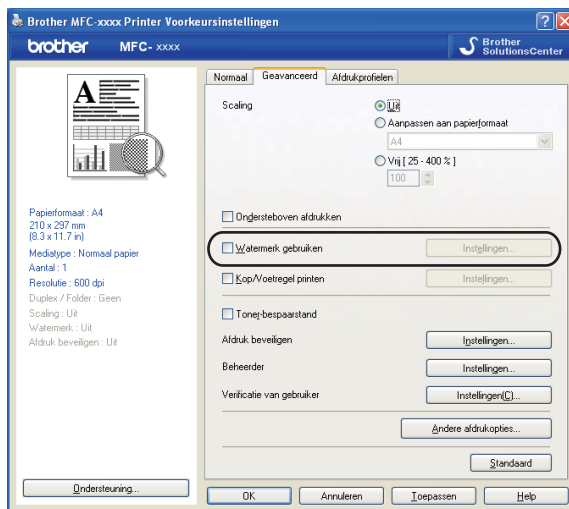 Brother MFC-xxxx Printer Voorkeursinstellingen
brother MFC- xxxx
Brother SolutionsCenter
Normaal Geavanceerd Afdrukprofielen
Scaling
Uit
Aanpassen aan papierformaat
A4
Vrij [ 25 - 400 % ]
100
Papierformaat : A4
210 x 297 mm
(8.3 x 11.7 in)
Mediatype : Normaal papier
Aantal : 1
Resolutie : 600 dpi
Duplex / Folder : Geen
Scaling : Uit
Watermerk : Uit
Afdruk beveiligen : Uit
Ondersteboven afdrukken
Watermerk gebruiken Instellingen...
Kop/Voetregel printen Instellingen...
Toner-bespaarstand
Afdruk beveiligen Instellingen...
Beheerder Instellingen...
Verificatie van gebruiker Instellingen(C)...
Andere afdrukopties...
Standaard
Ondersteuning...
OK Annuleren Toepassen Help